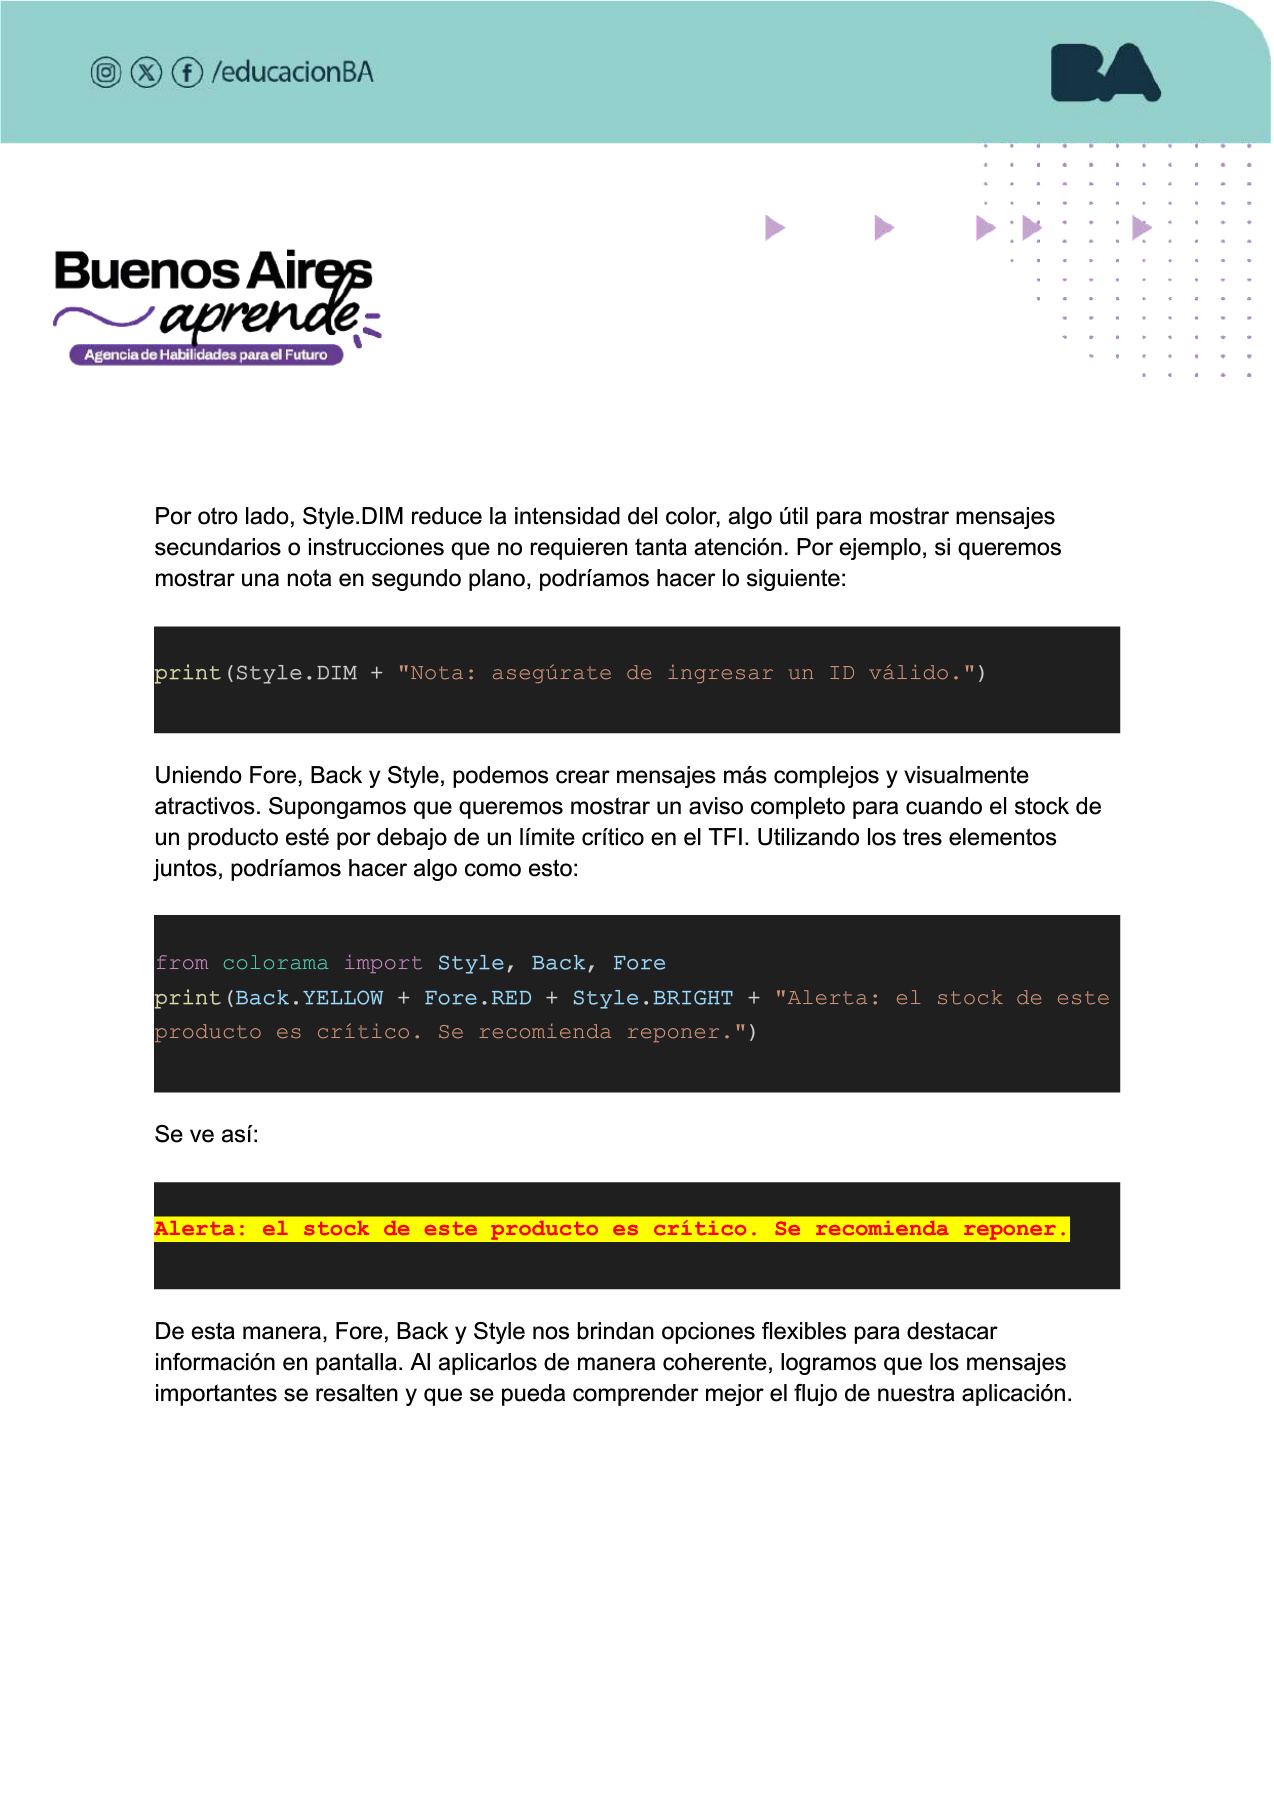 /educacionBA
BA
Buenos Aires
aprende
Agencia de Habilidades para el Futuro
Por otro lado, Style.DIM reduce la intensidad del color, algo útil para mostrar mensajes
secundarios o instrucciones que no requieren tanta atención. Por ejemplo, si queremos
mostrar una nota en segundo plano, podríamos hacer lo siguiente:
print(Style.DIM + "Nota: asegúrate de ingresar un ID válido.")
Uniendo Fore, Back y Style, podemos crear mensajes más complejos y visualmente
atractivos. Supongamos que queremos mostrar un aviso completo para cuando el stock de
un producto esté por debajo de un límite crítico en el TFI. Utilizando los tres elementos
juntos, podríamos hacer algo como esto:
from colorama import Style, Back, Fore
print(Back.YELLOW + Fore.RED + Style.BRIGHT + "Alerta: el stock de este
producto es crítico. Se recomienda reponer.")
Se ve así:
Alerta: el stock de este producto es crítico. Se recomienda reponer.
De esta manera, Fore, Back y Style nos brindan opciones flexibles para destacar
información en pantalla. Al aplicarlos de manera coherente, logramos que los mensajes
importantes se resalten y que se pueda comprender mejor el flujo de nuestra aplicación.